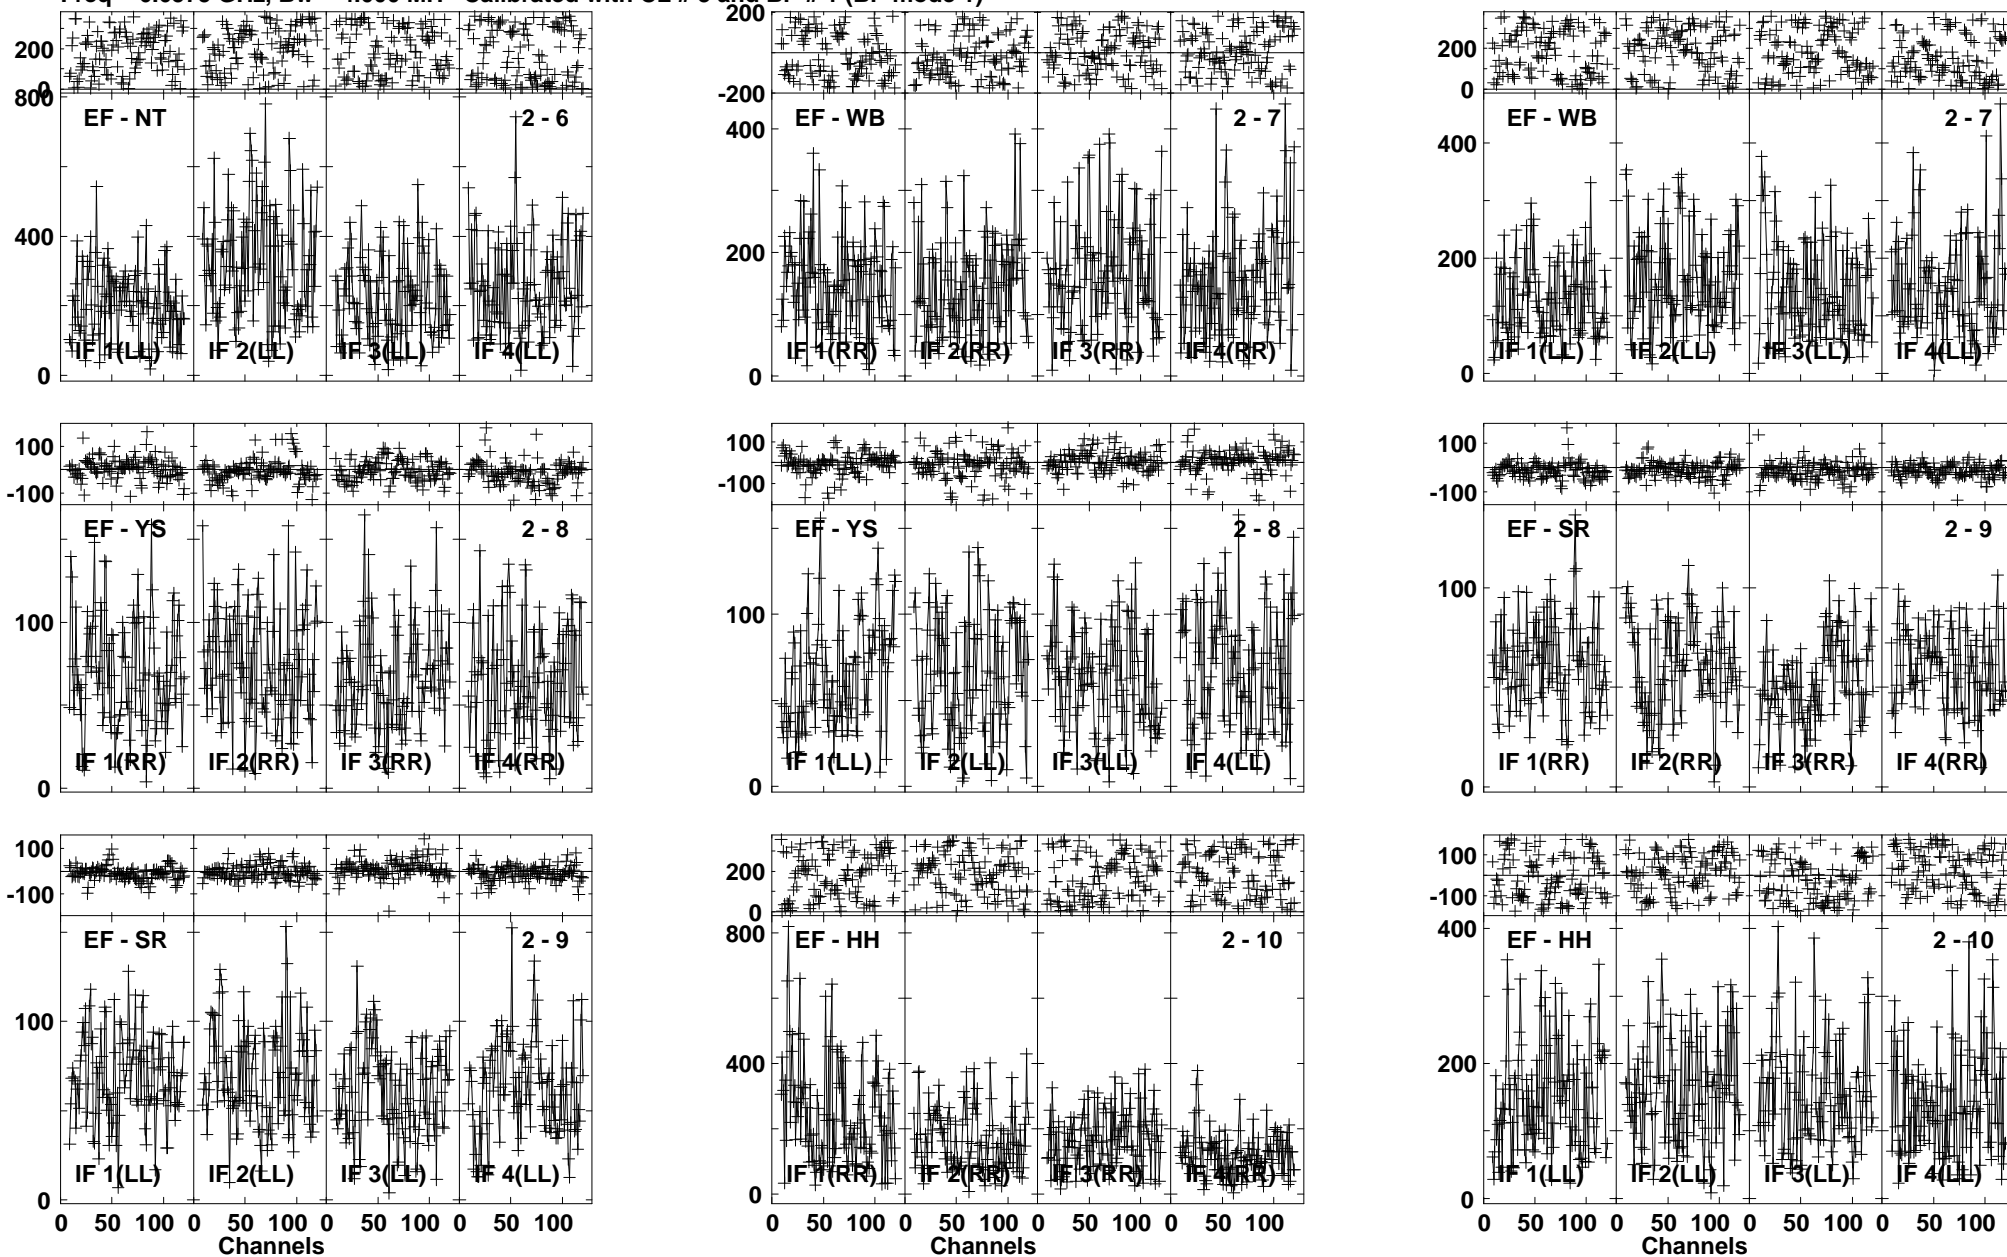 200
0
200
-200
200
0
800
400
0
EF - NT
2 - 6
IF 1(LL)
IF 2(LL)
IF 3(LL)
IF 4(LL)
400
200
0
EF - WB
2 - 7
IF 1(RR)
IF 2(RR)
IF 3(RR)
IF 4(RR)
400
200
0
EF - WB
2 - 7
IF 1(LL)
IF 2(LL)
IF 3(LL)
IF 4(LL)
100
-100
100
0
EF - YS
2 - 8
IF 1(RR)
IF 2(RR)
IF 3(RR)
IF 4(RR)
100
-100
100
0
EF - YS
2 - 8
IF 1(LL)
IF 2(LL)
IF 3(LL)
IF 4(LL)
100
-100
100
0
EF - SR
2 - 9
IF 1(RR)
IF 2(RR)
IF 3(RR)
IF 4(RR)
100
-100
100
0
EF - SR
2 - 9
IF 1(LL)
IF 2(LL)
IF 3(LL)
IF 4(LL)
0 50 100 0 50 100 0 50 100 0 50 100
Channels
200
0
800
400
0
EF - HH
2 - 10
IF 1(RR)
IF 2(RR)
IF 3(RR)
IF 4(RR)
0 50 100 0 50 100 0 50 100 0 50 100
Channels
100
-100
400
200
0
EF - HH
2 - 10
IF 1(LL)
IF 2(LL)
IF 3(LL)
IF 4(LL)
0 50 100 0 50 100 0 50 100 0 50 100
Channels